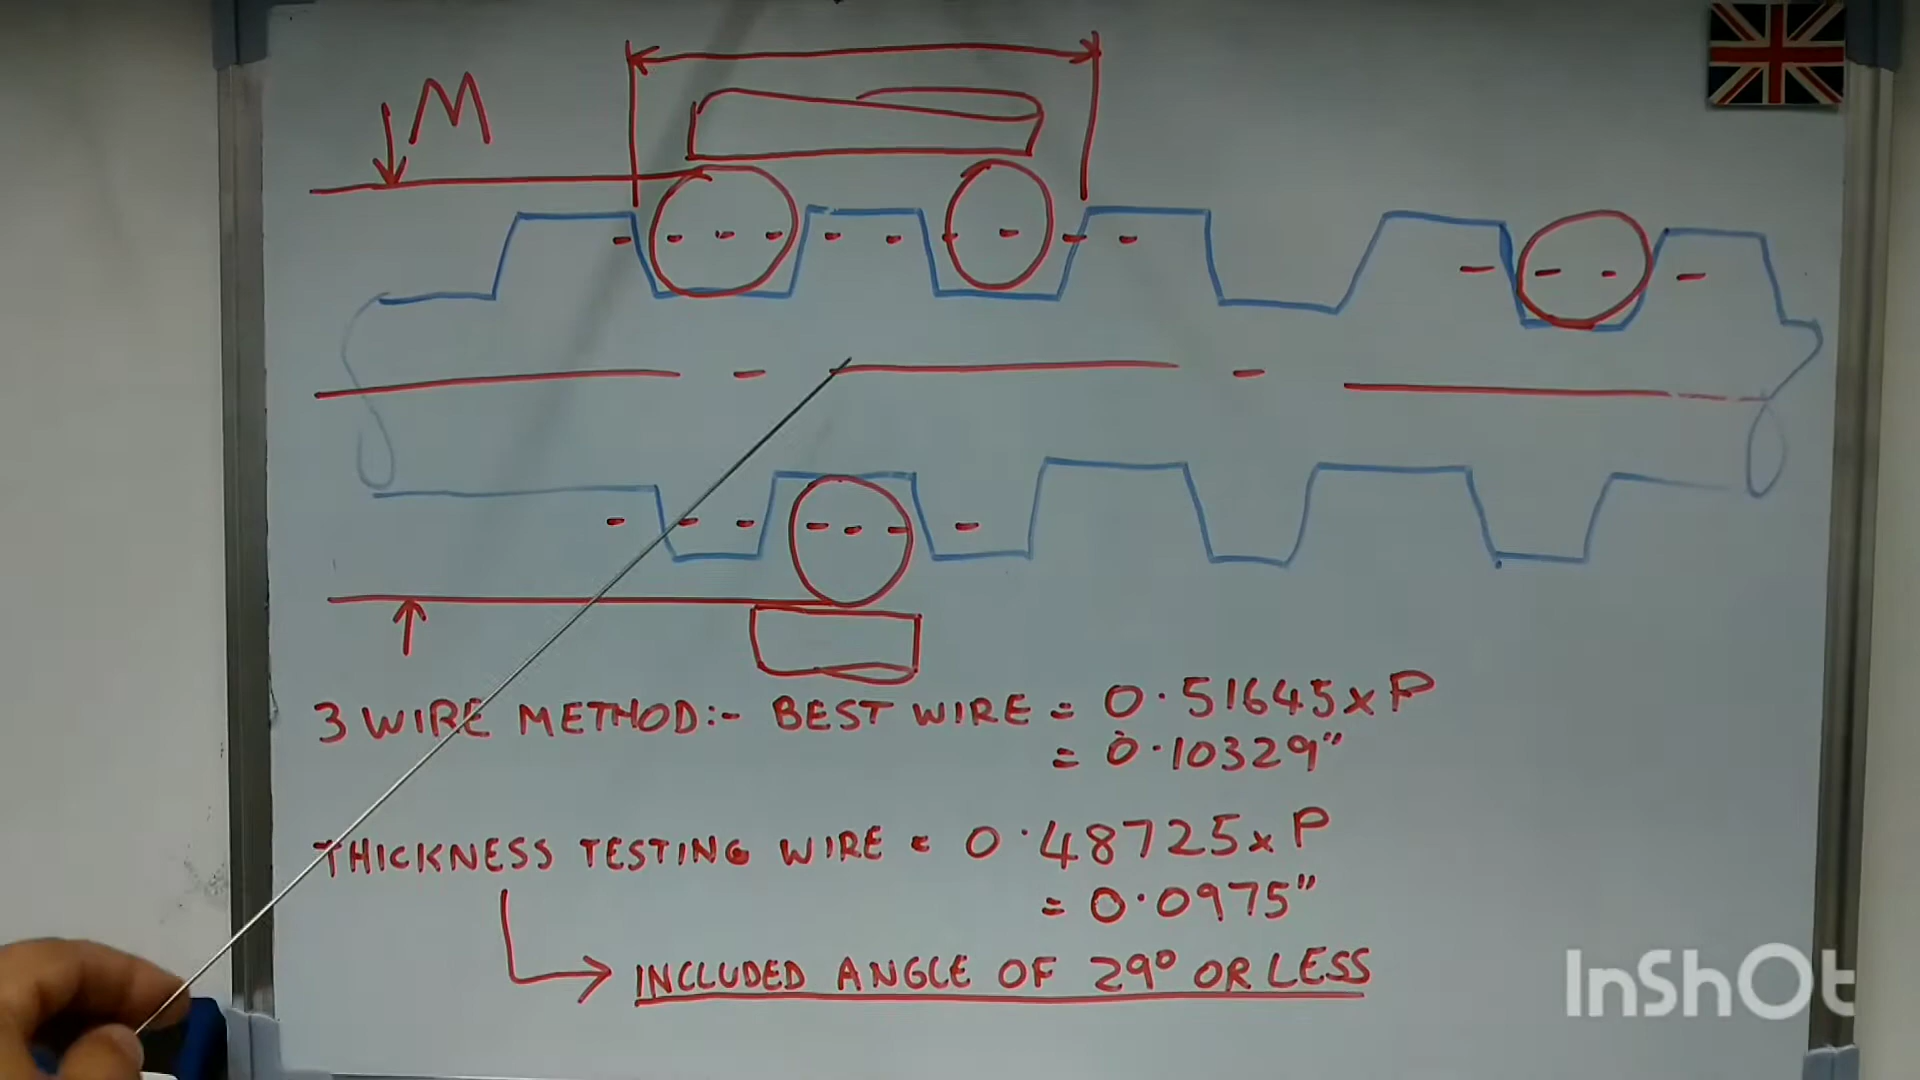 M
3 WIRE METHOD:- BEST WIRE = 0.51645 x P
= 0.10329"
THICKNESS TESTING WIRE = 0.48725 x P
= 0.0975"
INCLUDED ANGLE OF 29° OR LESS
InShOt